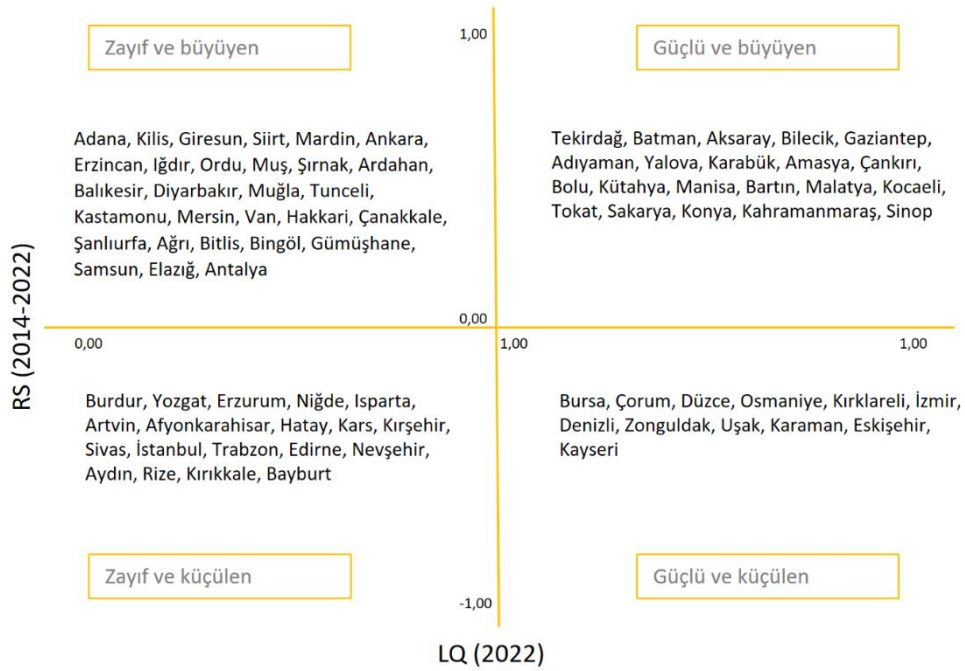 Zayıf ve büyüyen
1,00
Güçlü ve büyüyen
Adana, Kilis, Giresun, Siirt, Mardin, Ankara,
Erzincan, Iğdır, Ordu, Muş, Şırnak, Ardahan,
Balıkesir, Diyarbakır, Muğla, Tunceli,
Kastamonu, Mersin, Van, Hakkari, Çanakkale,
Şanlıurfa, Ağrı, Bitlis, Bingöl, Gümüşhane,
Samsun, Elazığ, Antalya
Tekirdağ, Batman, Aksaray, Bilecik, Gaziantep,
Adıyaman, Yalova, Karabük, Amasya, Çankırı,
Bolu, Kütahya, Manisa, Bartın, Malatya, Kocaeli,
Tokat, Sakarya, Konya, Kahramanmaraş, Sinop
RS (2014-2022)
0,00
0,00
1,00
1,00
Burdur, Yozgat, Erzurum, Niğde, Isparta,
Artvin, Afyonkarahisar, Hatay, Kars, Kırşehir,
Sivas, İstanbul, Trabzon, Edirne, Nevşehir,
Aydın, Rize, Kırıkkale, Bayburt
Bursa, Çorum, Düzce, Osmaniye, Kırklareli, İzmir,
Denizli, Zonguldak, Uşak, Karaman, Eskişehir,
Kayseri
Zayıf ve küçülen
Güçlü ve küçülen
-1,00
LQ (2022)